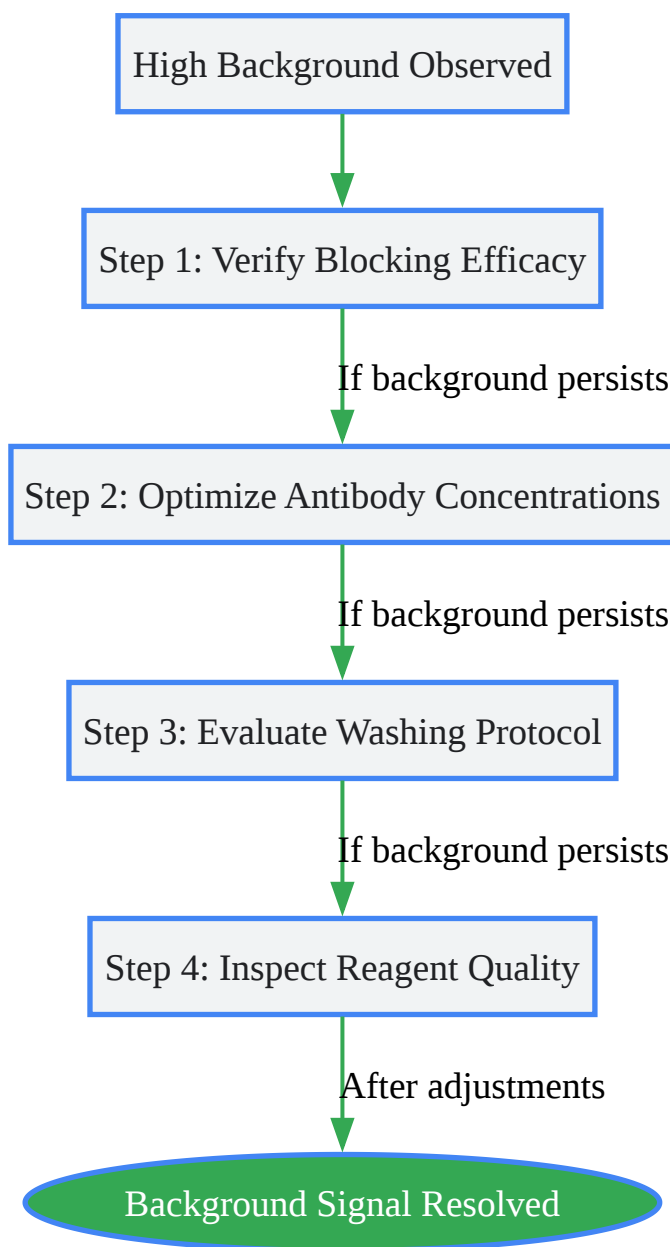 High Background Observed
Step 1: Verify Blocking Efficacy
If background persists
Step 2: Optimize Antibody Concentrations
If background persists
Step 3: Evaluate Washing Protocol
If background persists
Step 4: Inspect Reagent Quality
After adjustments
Background Signal Resolved